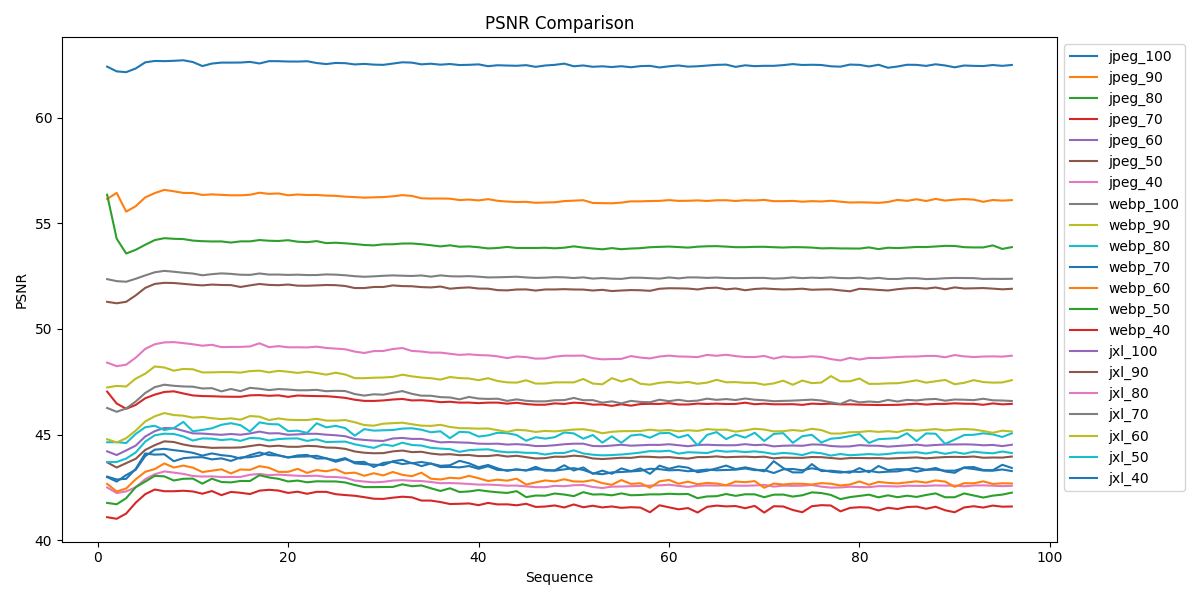 PSNR Comparison
PSNR
60
55
50
45
40
0
20
40
60
80
100
Sequence
jpeg_100
jpeg_90
jpeg_80
jpeg_70
jpeg_60
jpeg_50
jpeg_40
webp_100
webp_90
webp_80
webp_70
webp_60
webp_50
webp_40
jxl_100
jxl_90
jxl_80
jxl_70
jxl_60
jxl_50
jxl_40